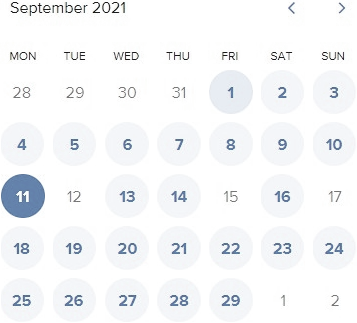 September 2021 < >
MON TUE WED THU FRI SAT SUN
28 29 30 31 1 2 3
4 5 6 7 8 9 10
11 12 13 14 15 16 17
18 19 20 21 22 23 24
25 26 27 28 29 1 2